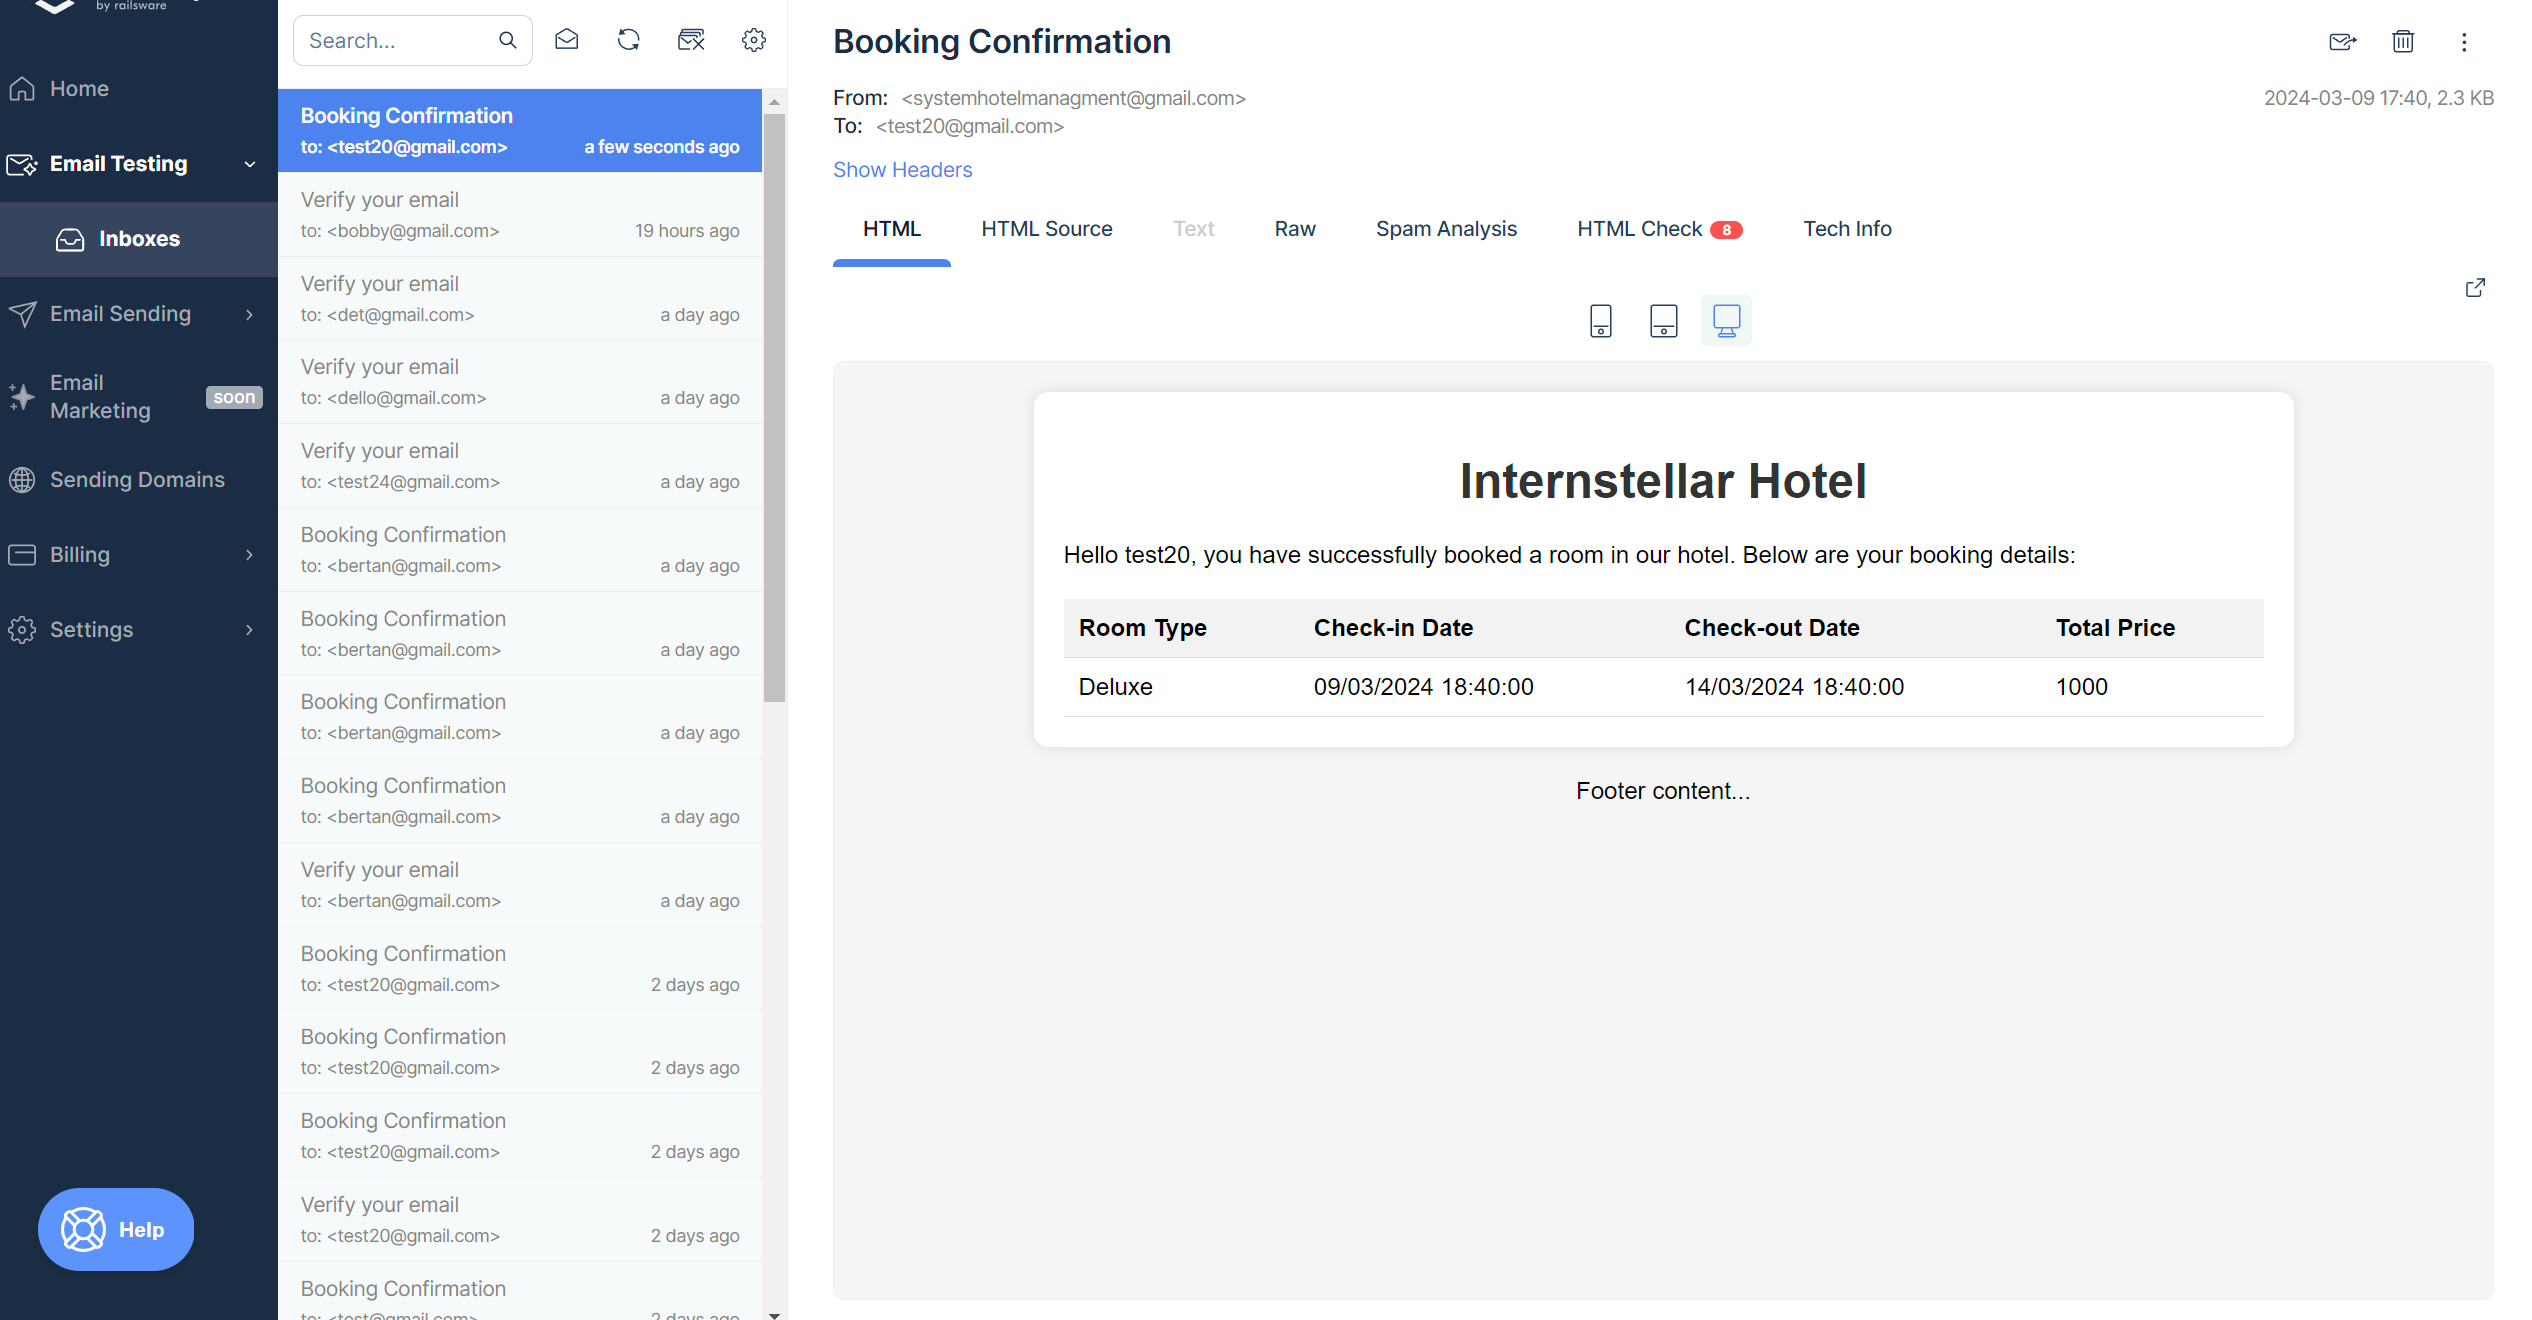 by railsware
Home
Email Testing
Inboxes
Email Sending
Email
Marketing
soon
Sending Domains
Billing
Settings
Help
Search...
Booking Confirmation
to: <test20@gmail.com> a few seconds ago
Verify your email
to: <bobby@gmail.com> 19 hours ago
Verify your email
to: <det@gmail.com> a day ago
Verify your email
to: <dello@gmail.com> a day ago
Verify your email
to: <test24@gmail.com> a day ago
Booking Confirmation
to: <bertan@gmail.com> a day ago
Booking Confirmation
to: <bertan@gmail.com> a day ago
Booking Confirmation
to: <bertan@gmail.com> a day ago
Booking Confirmation
to: <bertan@gmail.com> a day ago
Verify your email
to: <bertan@gmail.com> a day ago
Booking Confirmation
to: <test20@gmail.com> 2 days ago
Booking Confirmation
to: <test20@gmail.com> 2 days ago
Booking Confirmation
to: <test20@gmail.com> 2 days ago
Verify your email
to: <test20@gmail.com> 2 days ago
Booking Confirmation
to: <test@gmail.com> 2 days ago
Booking Confirmation
From: <systemhotelmanagment@gmail.com> 2024-03-09 17:40, 2.3 KB
To: <test20@gmail.com>
Show Headers
HTML HTML Source Text Raw Spam Analysis HTML Check 8 Tech Info
Internstellar Hotel
Hello test20, you have successfully booked a room in our hotel. Below are your booking details:
Room Type Check-in Date Check-out Date Total Price
Deluxe 09/03/2024 18:40:00 14/03/2024 18:40:00 1000
Footer content...